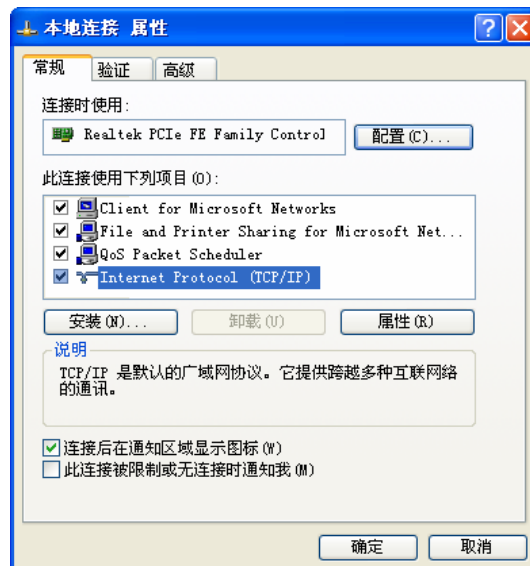 本地连接 属性
常规 验证 高级
连接时使用:
Realtek PCIe FE Family Control
配置(C)...
此连接使用下列项目(O):
Client for Microsoft Networks
File and Printer Sharing for Microsoft Net...
QoS Packet Scheduler
Internet Protocol (TCP/IP)
安装(N)... 卸载(U) 属性(R)
说明
TCP/IP 是默认的广域网协议。它提供跨越多种互联网络
的通讯。
连接后在通知区域显示图标(W)
此连接被限制或无连接时通知我(M)
确定 取消